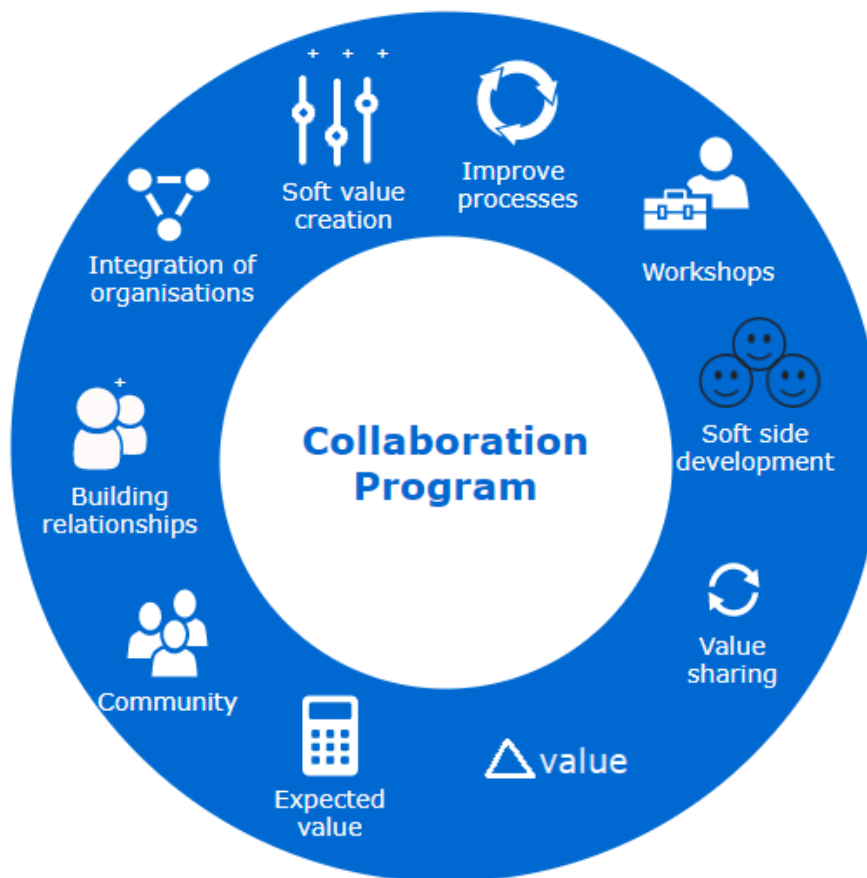 Soft value
creation
Improve
processes
Workshops
Soft side
development
Value
sharing
△ value
Expected
value
Community
Building
relationships
Integration of
organisations
Collaboration
Program